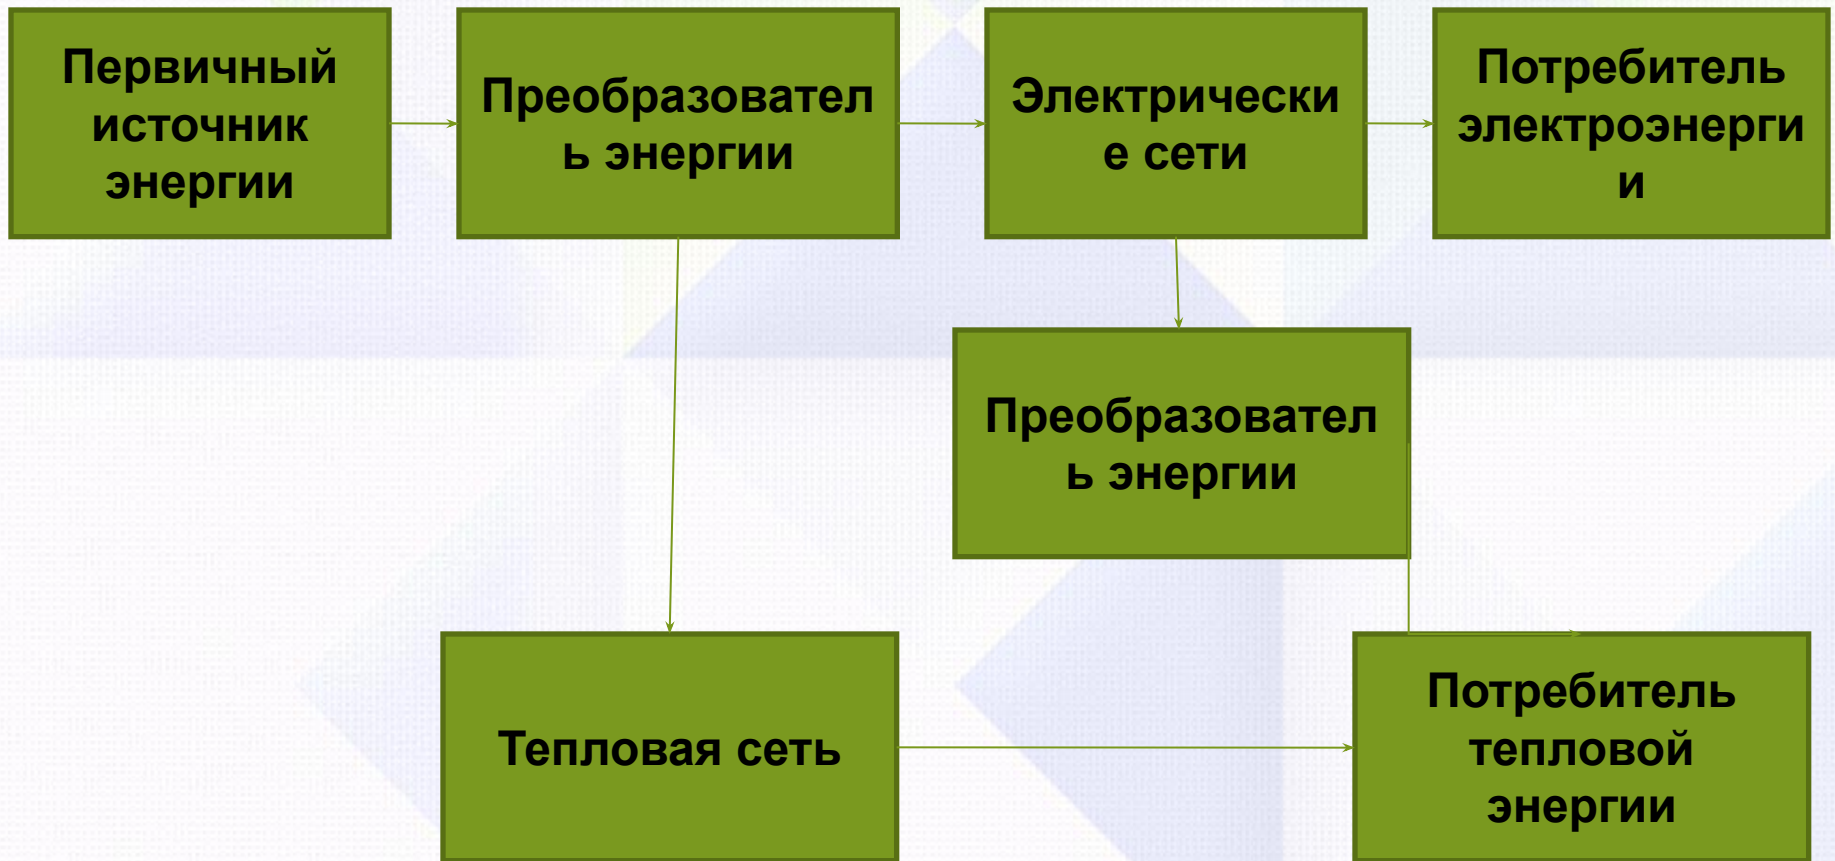 Первичный
источник
энергии
Преобразовател
ь энергии
Электрически
е сети
Потребитель
электроэнерги
и
Преобразовател
ь энергии
Тепловая сеть
Потребитель
тепловой
энергии